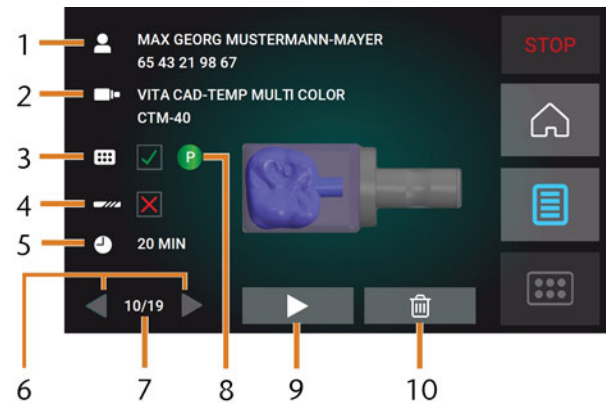 1
MAX GEORG MUSTERMANN-MAYER
65 43 21 98 67
STOP
2
VITA CAD-TEMP MULTI COLOR
CTM-40
3
P
4
5
20 MIN
10/19
6
7
8
9
10